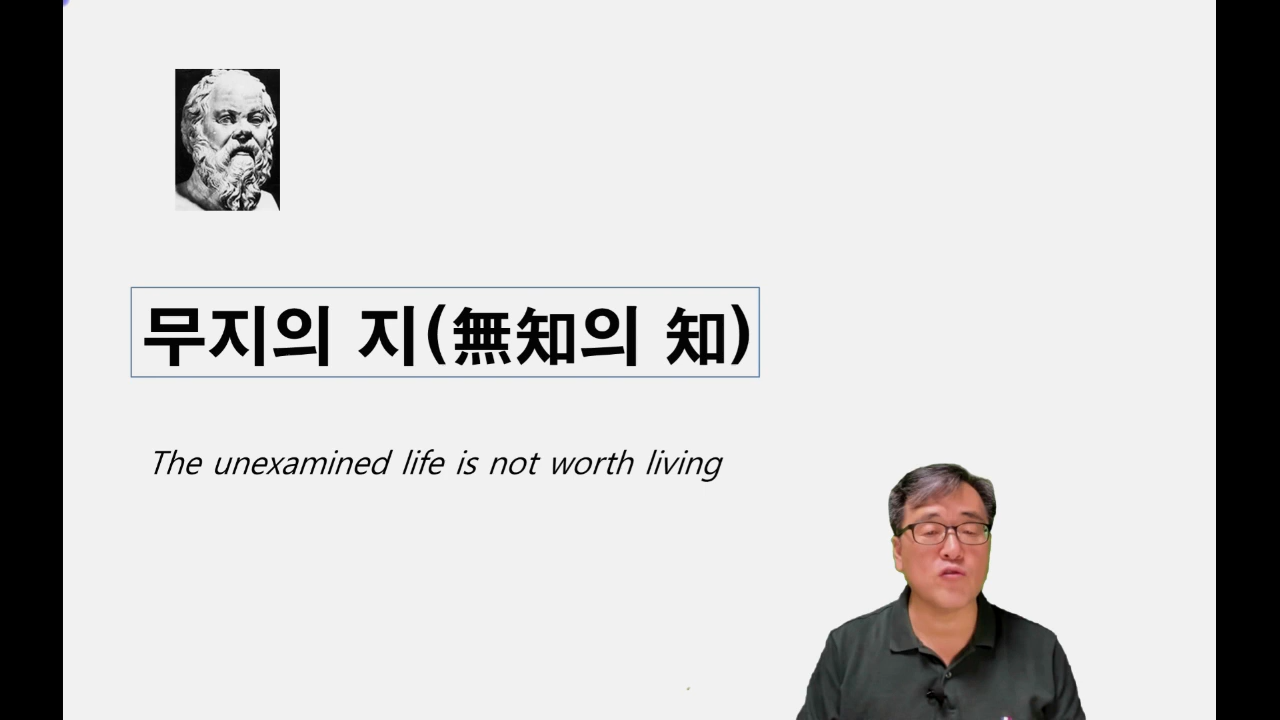 무지의 지(無知의 知)
The unexamined life is not worth living